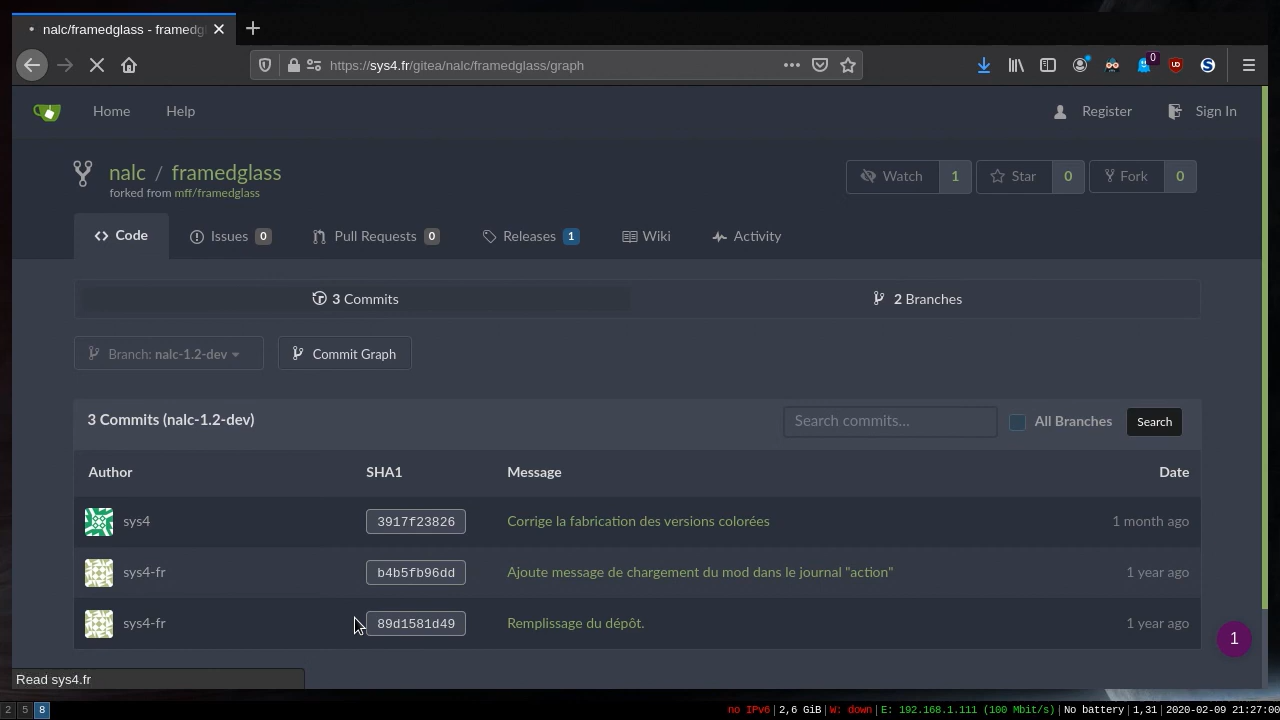 nalc/framedglass - framedgl
https://sys4.fr/gitea/nalc/framedglass/graph
0
Home Help Register Sign In
nalc / framedglass
forked from mff/framedglass
Watch 1 Star 0 Fork 0
Code Issues 0 Pull Requests 0 Releases 1 Wiki Activity
3 Commits 2 Branches
Branch: nalc-1.2-dev Commit Graph
3 Commits (nalc-1.2-dev) Search commits... All Branches Search
Author SHA1 Message Date
sys4 3917f23826 Corrige la fabrication des versions colorées 1 month ago
sys4-fr b4b5fb96dd Ajoute message de chargement du mod dans le journal "action" 1 year ago
sys4-fr 89d1581d49 Remplissage du dépôt. 1 year ago
1
Read sys4.fr
2 5 8 no IPv6|2,6 GiB|W: down|E: 192.168.1.111 (100 Mbit/s)|No battery|1,31|2020-02-09 21:27:00